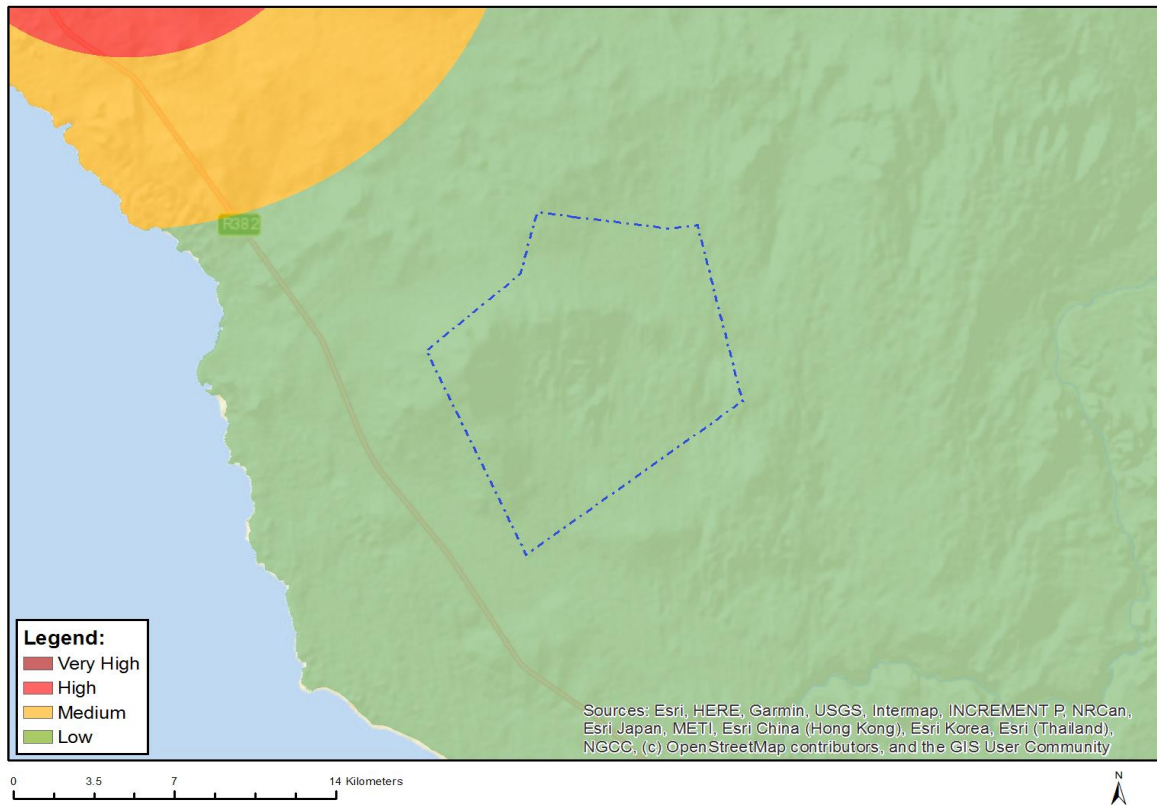 R382
Legend:
Very High
High
Medium
Low
Sources: Esri, HERE, Garmin, USGS, Intermap, INCREMENT P, NRCan,
Esri Japan, METI, Esri China (Hong Kong), Esri Korea, Esri (Thailand),
NGCC, (c) OpenStreetMap contributors, and the GIS User Community
0 3.5 7 14 Kilometers
N